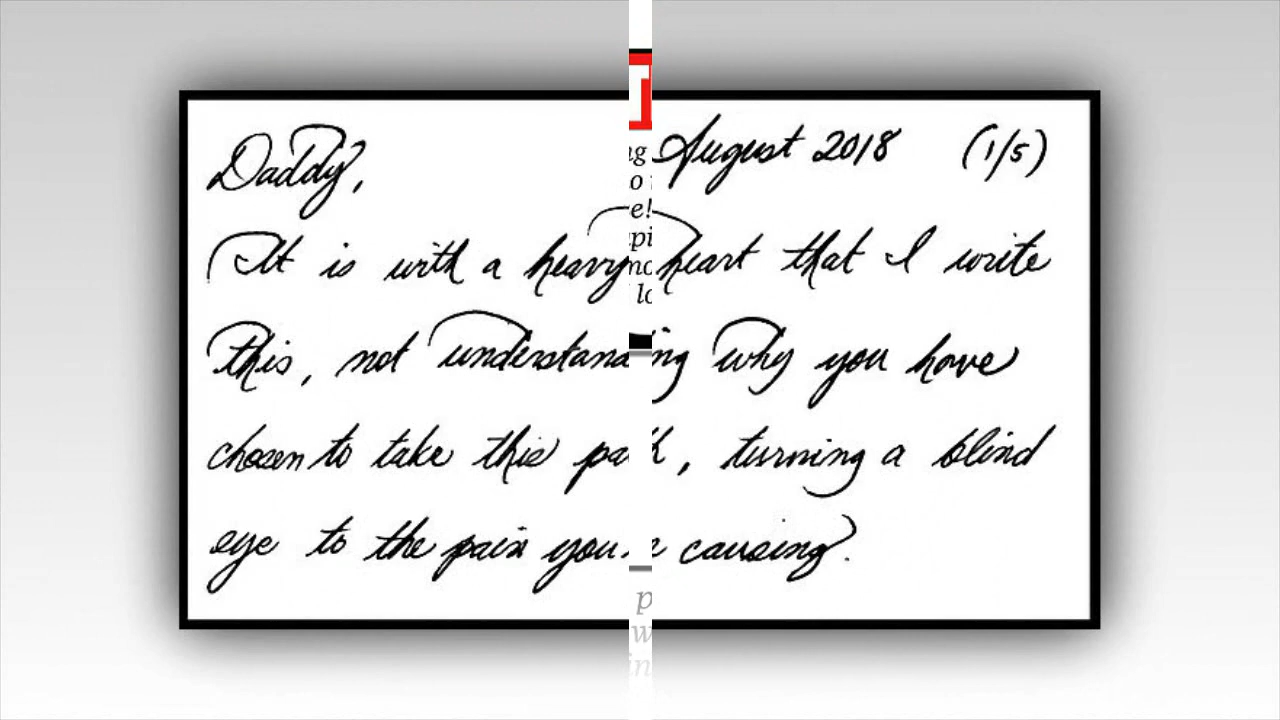 Daddy, August 2018 (1/5)
It is with a heavy heart that I write
this, not understanding why you have
chosen to take this path, turning a blind
eye to the pain you're causing.